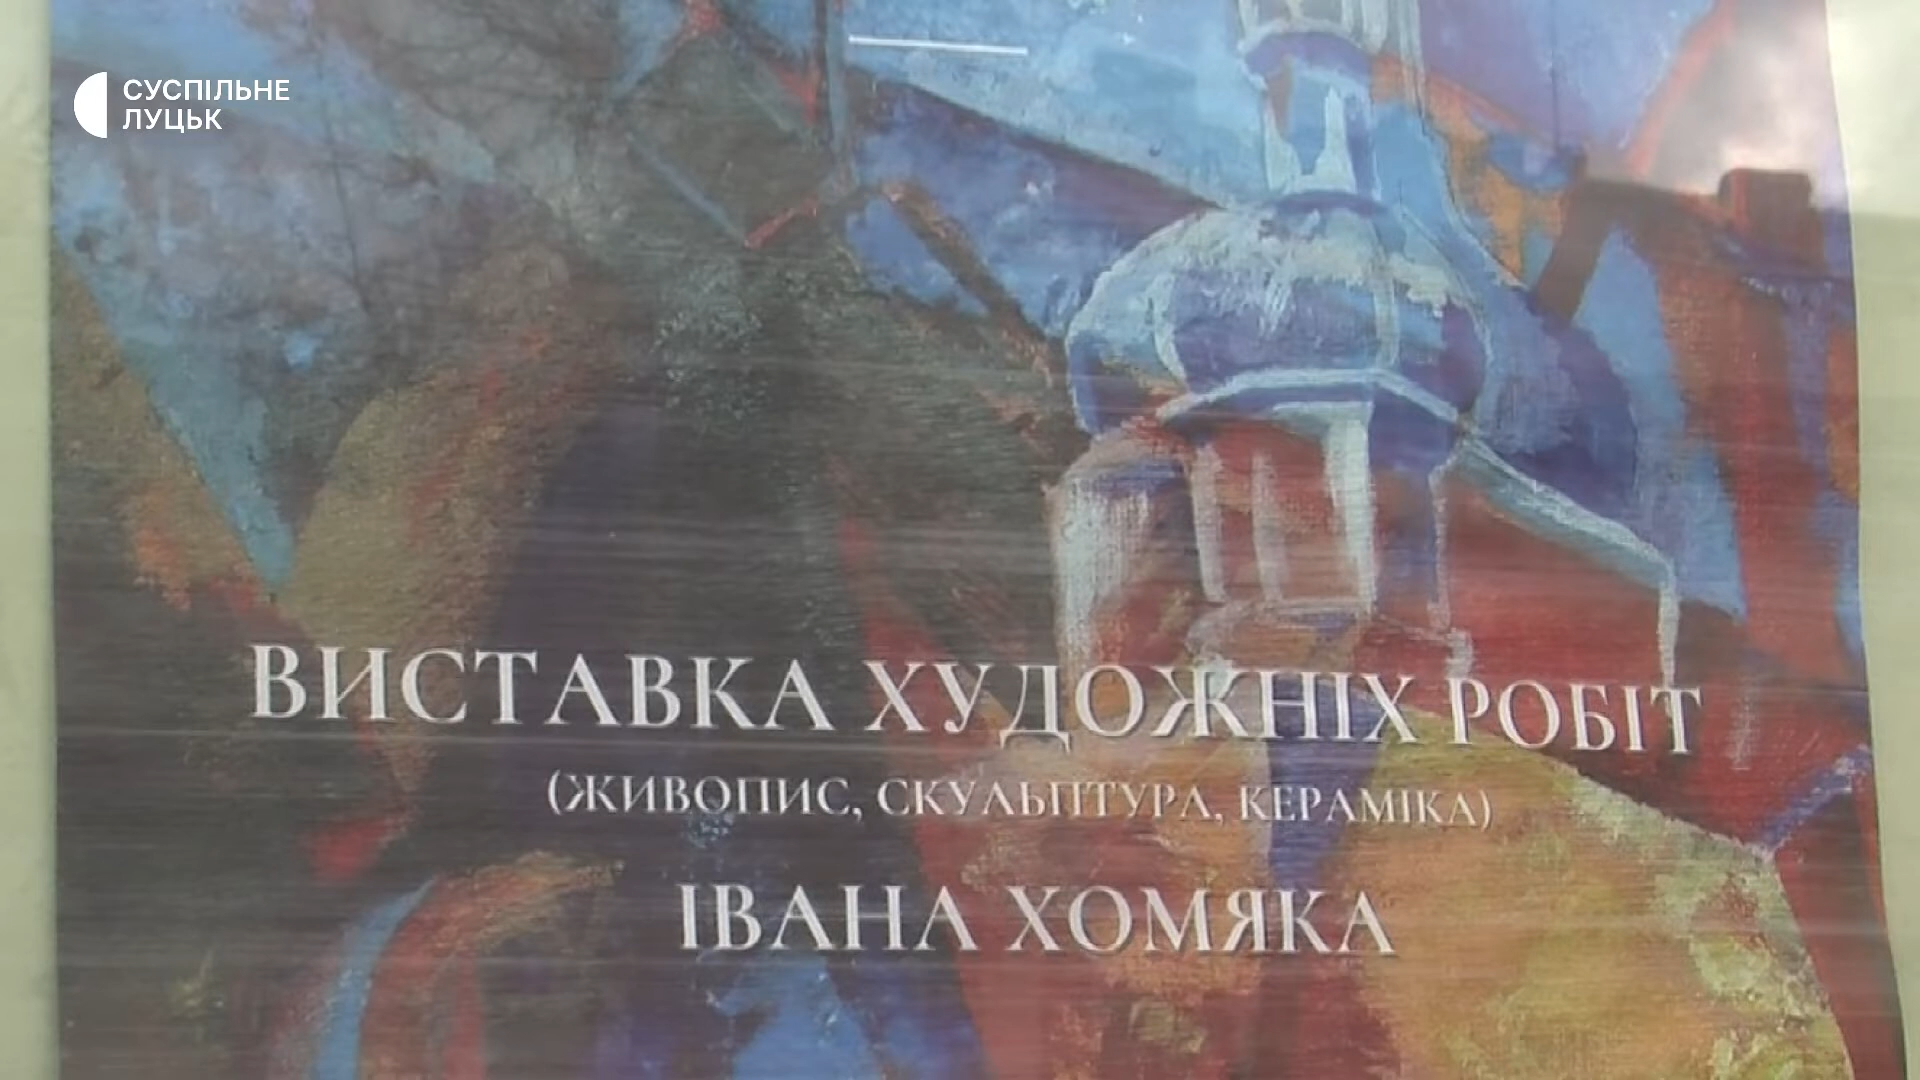 СУСПІЛЬНЕ
ЛУЦЬК
ВИСТАВКА ХУДОЖНІХ РОБІТ
(ЖИВОПИС, СКУЛЬПТУРА, КЕРАМІКА)
ІВАНА ХОМЯКА